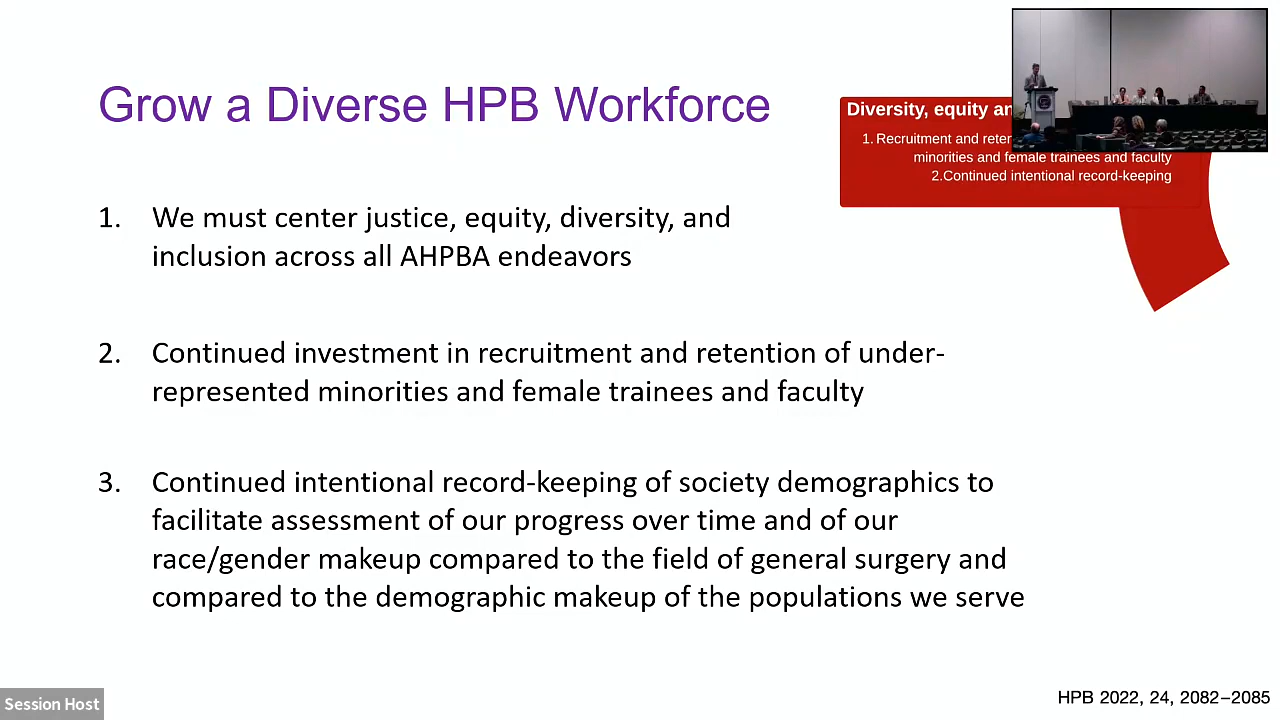 Grow a Diverse HPB Workforce
Diversity, equity an
1. Recruitment and reter
minorities and female trainees and faculty
2.Continued intentional record-keeping
1. We must center justice, equity, diversity, and
inclusion across all AHPBA endeavors
2. Continued investment in recruitment and retention of under-
represented minorities and female trainees and faculty
3. Continued intentional record-keeping of society demographics to
facilitate assessment of our progress over time and of our
race/gender makeup compared to the field of general surgery and
compared to the demographic makeup of the populations we serve
Session Host
HPB 2022, 24, 2082–2085